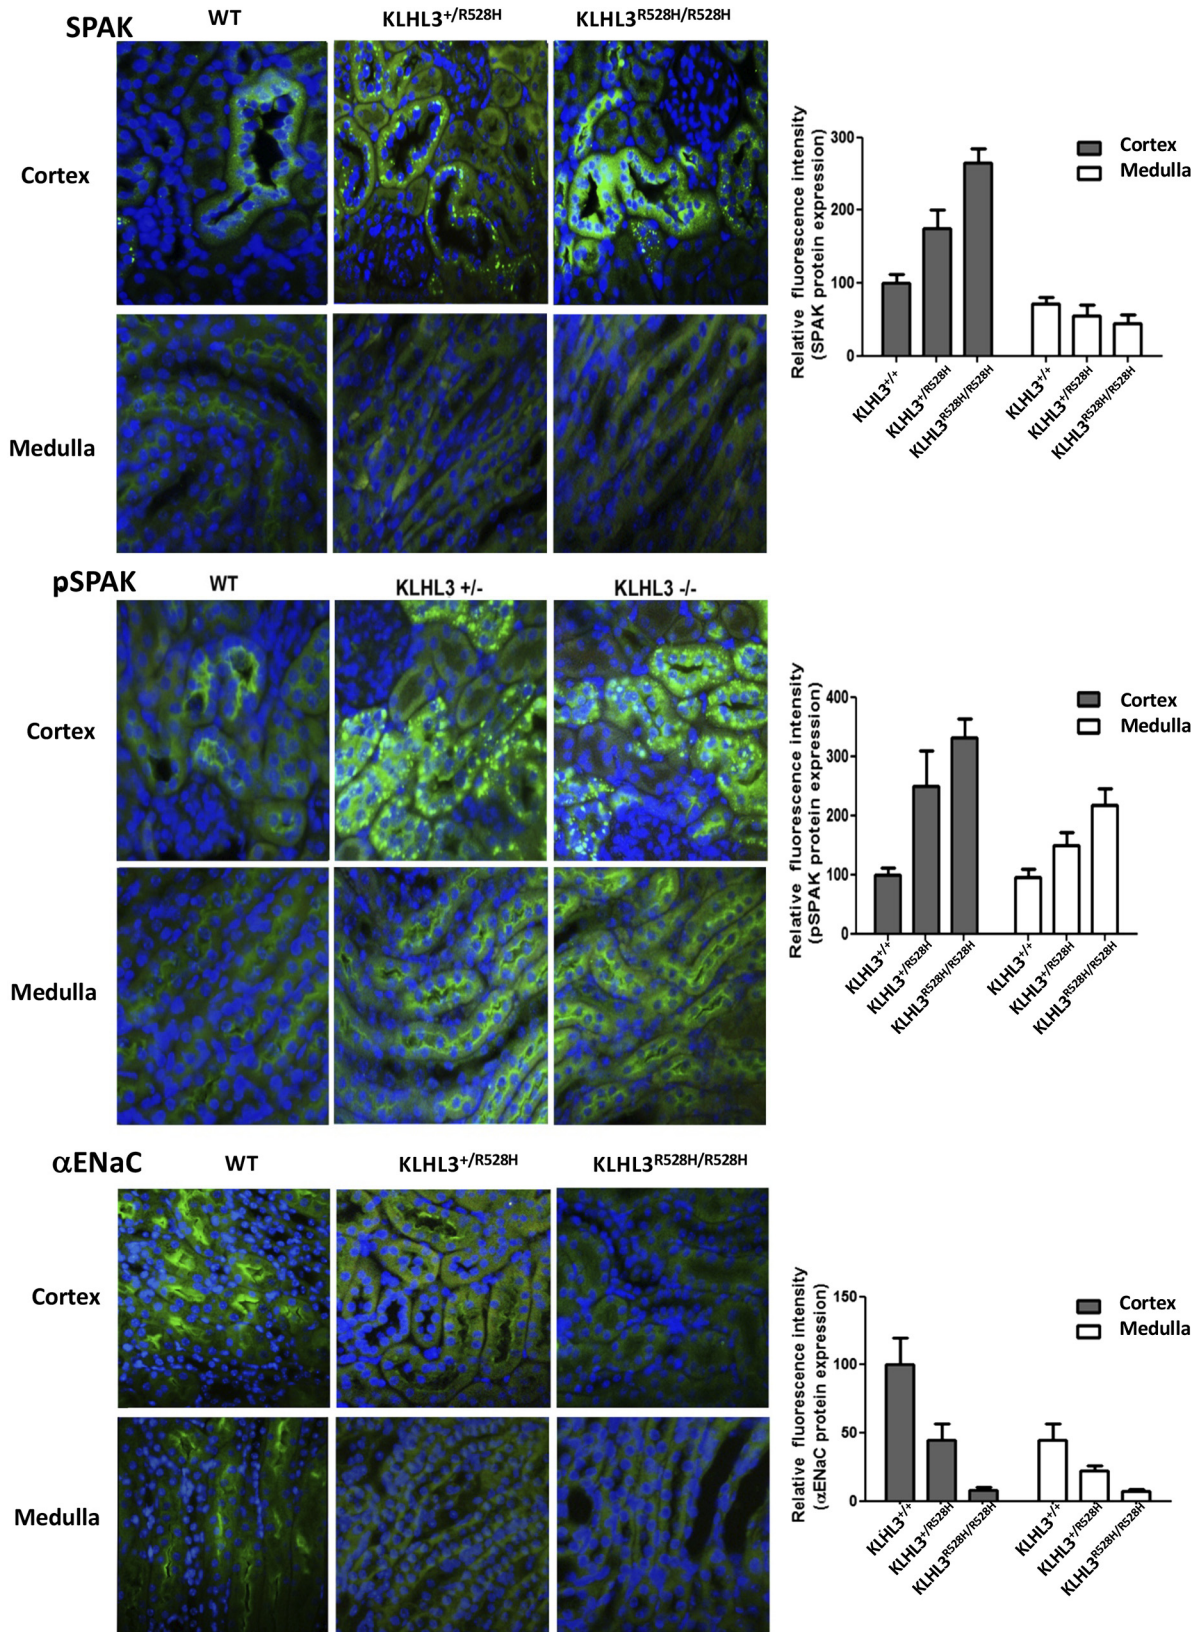 SPAK
WT
KLHL3+/R528H
KLHL3R528H/R528H
Cortex
Medulla
Relative fluorescence intensity
(SPAK protein expression)
300
200
100
0
Cortex
Medulla
KLHL3+/+
KLHL3+/R528H
KLHL3R528H/R528H
KLHL3+/+
KLHL3+/R528H
KLHL3R528H/R528H
pSPAK
WT
KLHL3 +/-
KLHL3 -/-
Cortex
Medulla
Relative fluorescence intensity
(pSPAK protein expression)
400
300
200
100
0
Cortex
Medulla
KLHL3+/+
KLHL3+/R528H
KLHL3R528H/R528H
KLHL3+/+
KLHL3+/R528H
KLHL3R528H/R528H
αENaC
WT
KLHL3+/R528H
KLHL3R528H/R528H
Cortex
Medulla
Relative fluorescence intensity
(αENaC protein expression)
150
100
50
0
Cortex
Medulla
KLHL3+/+
KLHL3+/R528H
KLHL3R528H/R528H
KLHL3+/+
KLHL3+/R528H
KLHL3R528H/R528H